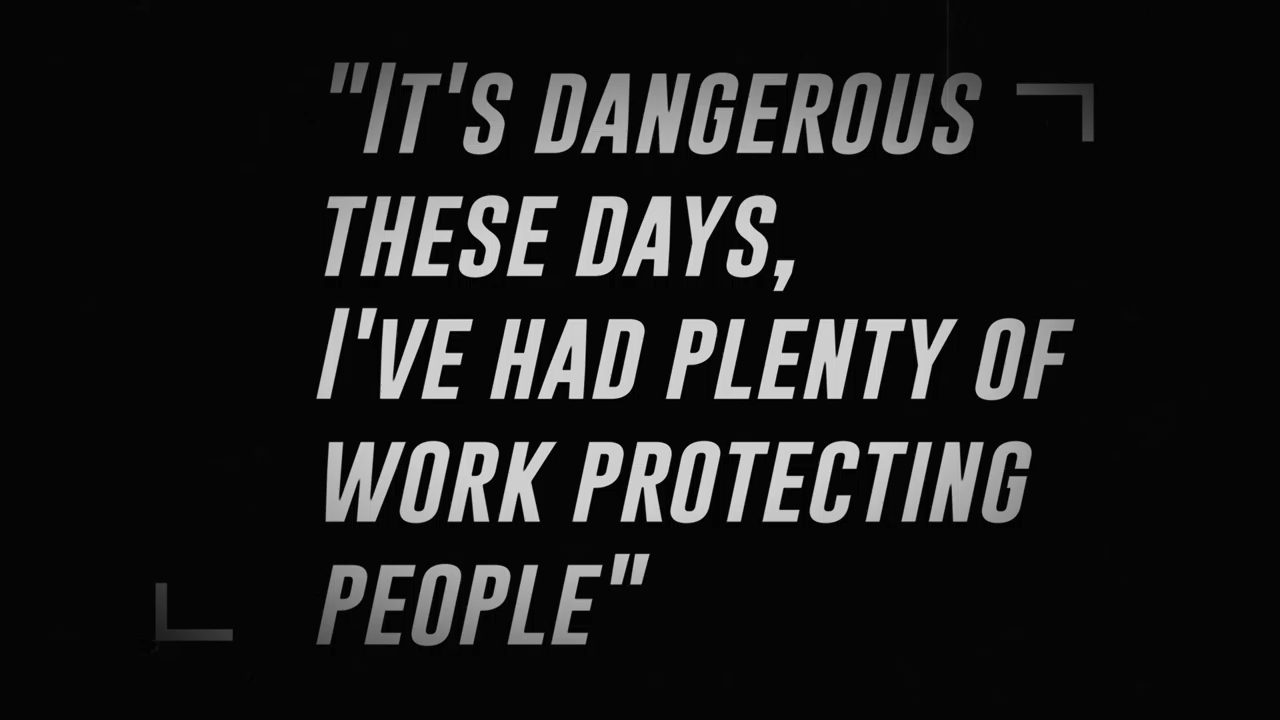 "IT'S DANGEROUS
THESE DAYS,
I'VE HAD PLENTY OF
WORK PROTECTING
PEOPLE"